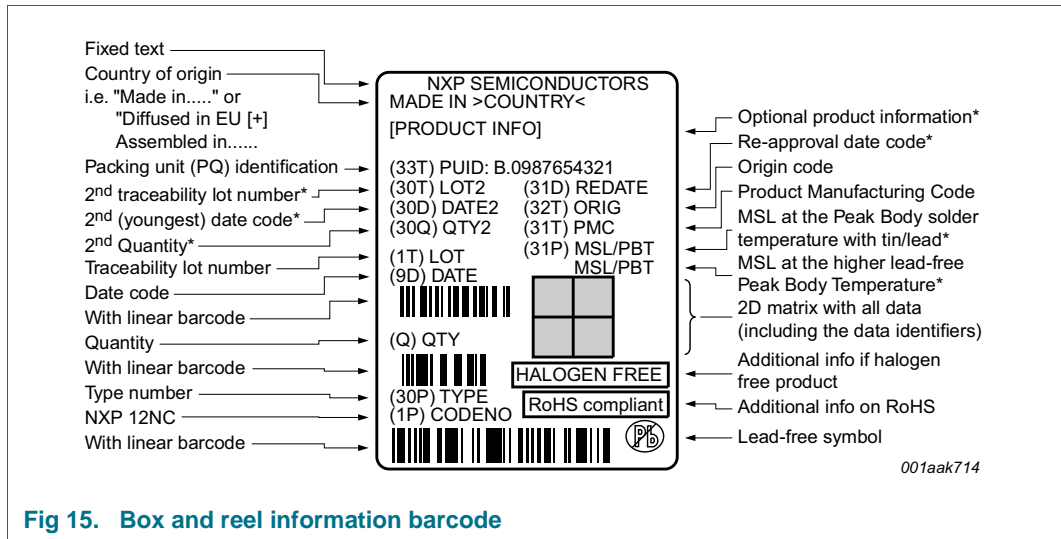 Fixed text
Country of origin
i.e. "Made in....." or
"Diffused in EU [+]
Assembled in......
Packing unit (PQ) identification
2nd traceability lot number*
2nd (youngest) date code*
2nd Quantity*
Traceability lot number
Date code
With linear barcode
Quantity
With linear barcode
Type number
NXP 12NC
With linear barcode
NXP SEMICONDUCTORS
MADE IN >COUNTRY<
[PRODUCT INFO]
(33T) PUID: B.0987654321
(30T) LOT2 (31D) REDATE
(30D) DATE2 (32T) ORIG
(30Q) QTY2 (31T) PMC
(31P) MSL/PBT
(1T) LOT MSL/PBT
(9D) DATE
(Q) QTY
HALOGEN FREE
(30P) TYPE
RoHS compliant
(1P) CODENO
Pb
Optional product information*
Re-approval date code*
Origin code
Product Manufacturing Code
MSL at the Peak Body solder
temperature with tin/lead*
MSL at the higher lead-free
Peak Body Temperature*
2D matrix with all data
(including the data identifiers)
Additional info if halogen
free product
Additional info on RoHS
Lead-free symbol
001aak714
Fig 15. Box and reel information barcode